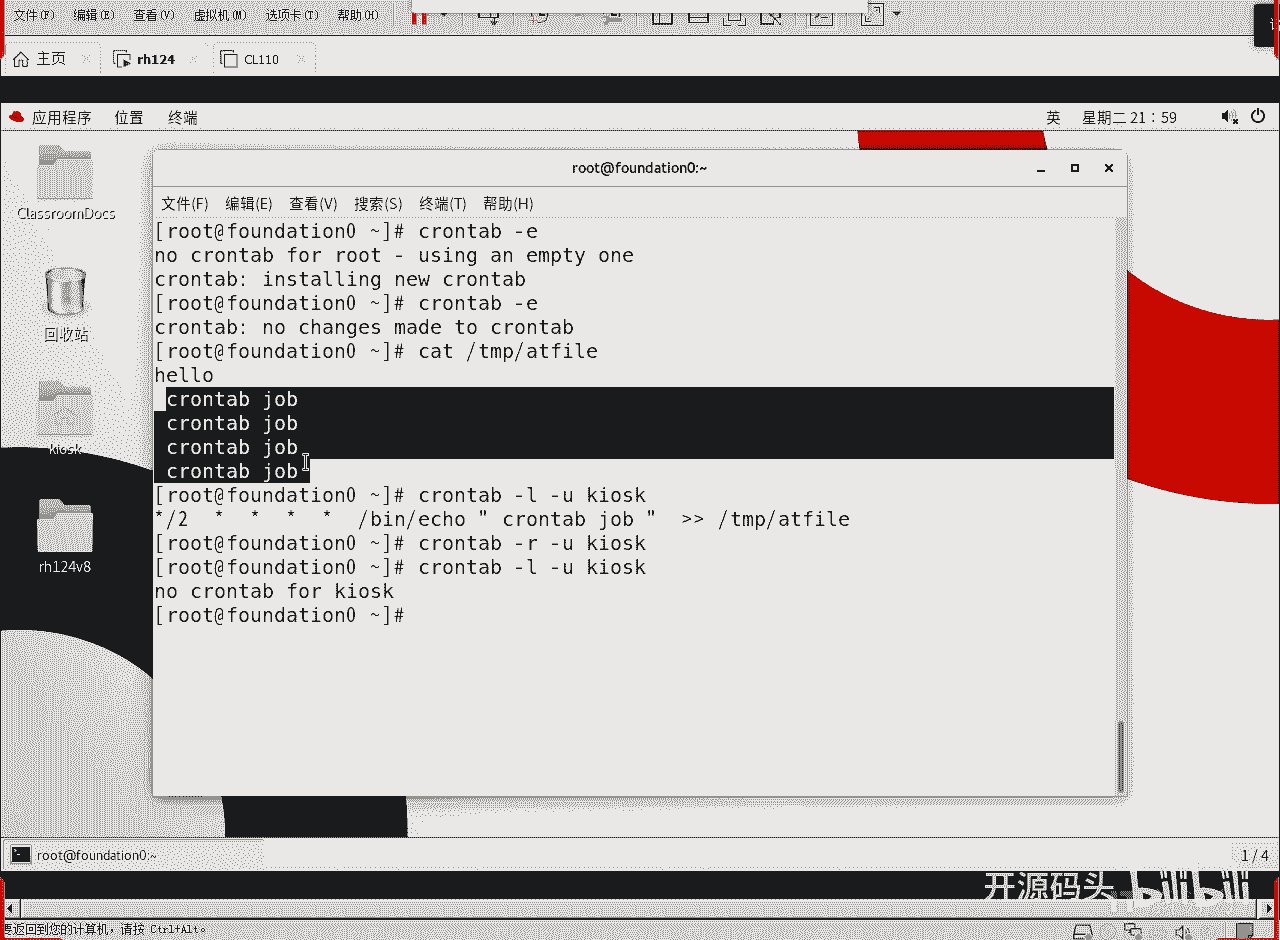 文件(F) 编辑(E) 查看(V) 虚拟机(M) 选项卡(T) 帮助(H)
主页 rh124 CL110
应用程序 位置 终端 英 星期二 21：59
ClassroomDocs
回收站
kiosk
rh124v8
root@foundation0:~
文件(F) 编辑(E) 查看(V) 搜索(S) 终端(T) 帮助(H)
[root@foundation0 ~]# crontab -e
no crontab for root - using an empty one
crontab: installing new crontab
[root@foundation0 ~]# crontab -e
crontab: no changes made to crontab
[root@foundation0 ~]# cat /tmp/atfile
hello
crontab job
crontab job
crontab job
crontab job
[root@foundation0 ~]# crontab -l -u kiosk
*/2  *  *  *  *  /bin/echo " crontab job "  >> /tmp/atfile
[root@foundation0 ~]# crontab -r -u kiosk
[root@foundation0 ~]# crontab -l -u kiosk
no crontab for kiosk
[root@foundation0 ~]#
root@foundation0:~
1 / 4
开源码头 bilibili
要返回到您的计算机，请按 Ctrl+Alt。